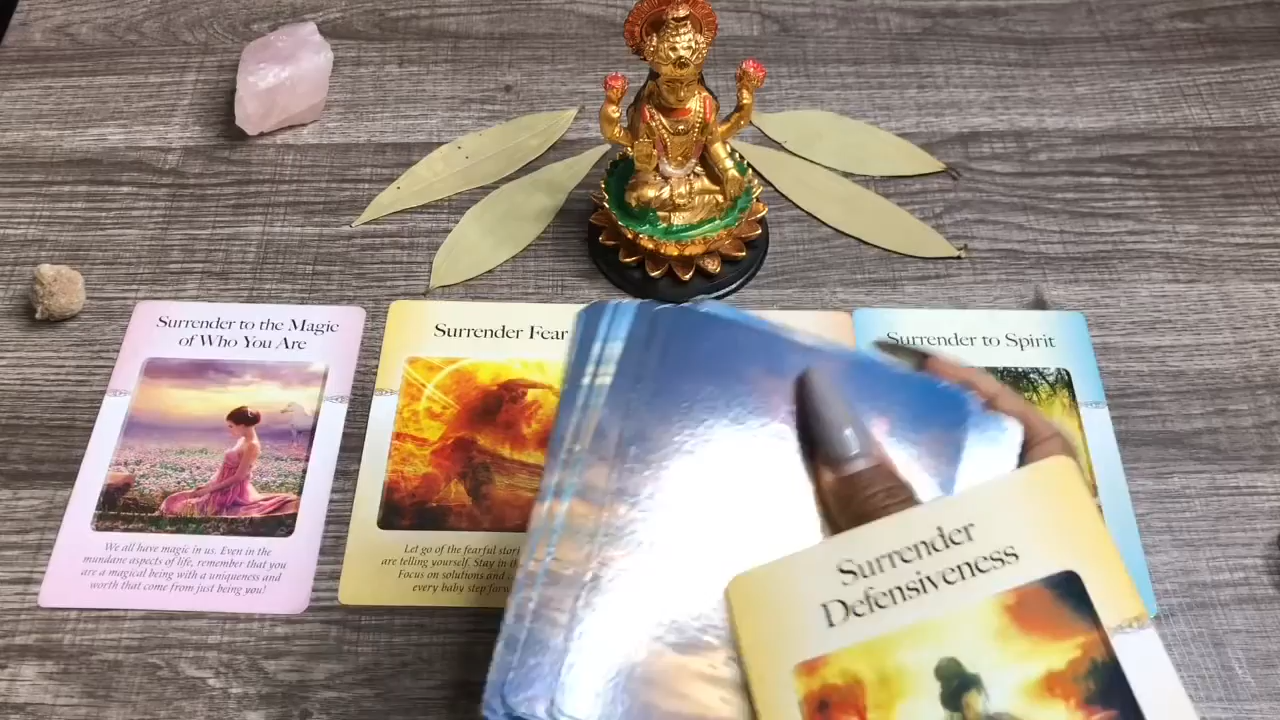 Surrender to the Magic
of Who You Are
We all have magic in us. Even in the
mundane aspects of life, remember that you
are a magical being with a uniqueness and
worth that come from just being you!
Surrender Fear
Let go of the fearful
are telling yourself. Stay in
Focus on solutions and
every baby step
Surrender to Spirit
Surrender
Defensiveness